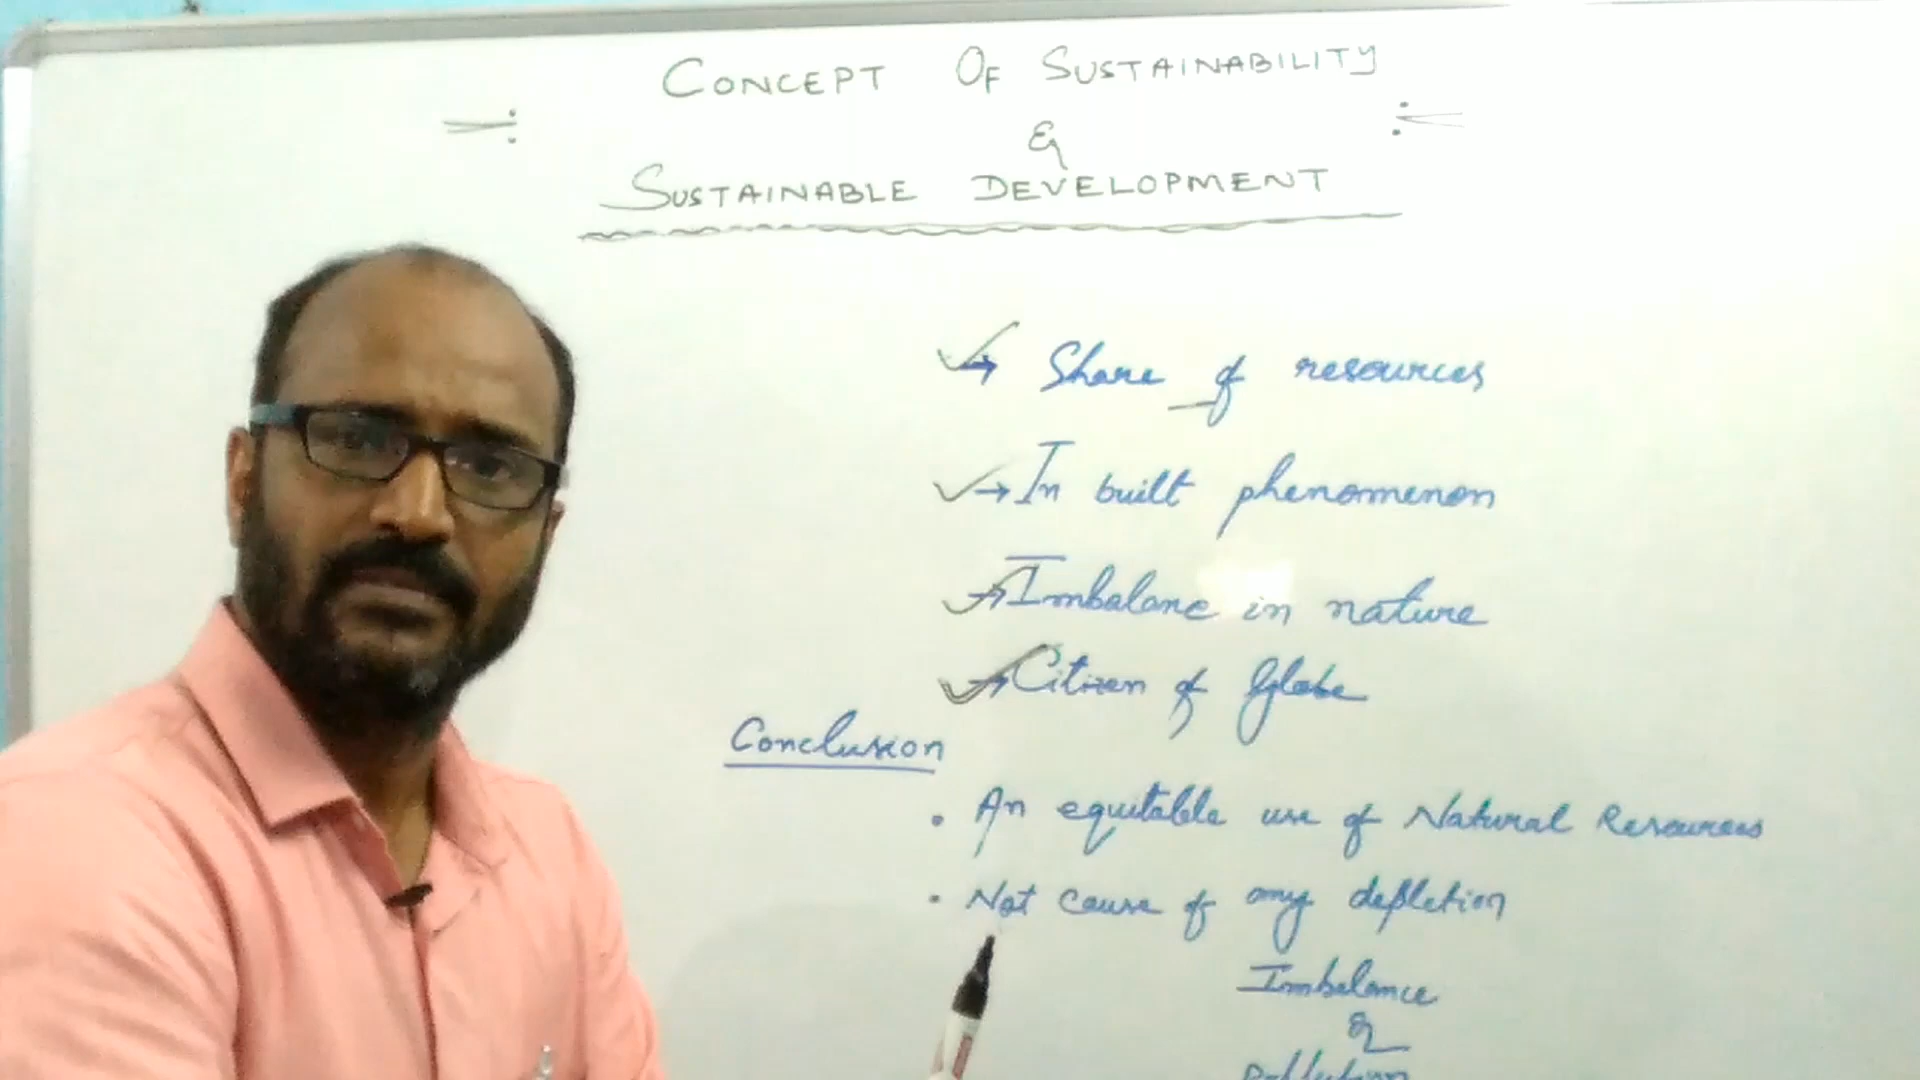 CONCEPT OF SUSTAINABILITY
&
SUSTAINABLE DEVELOPMENT
→ Share of resources
→ In built phenomenon
→ Imbalance in nature
→ Citizen of Globe
Conclusion
• An equitable use of Natural Resources
• Not cause of any depletion
Imbalance
&
Pollution